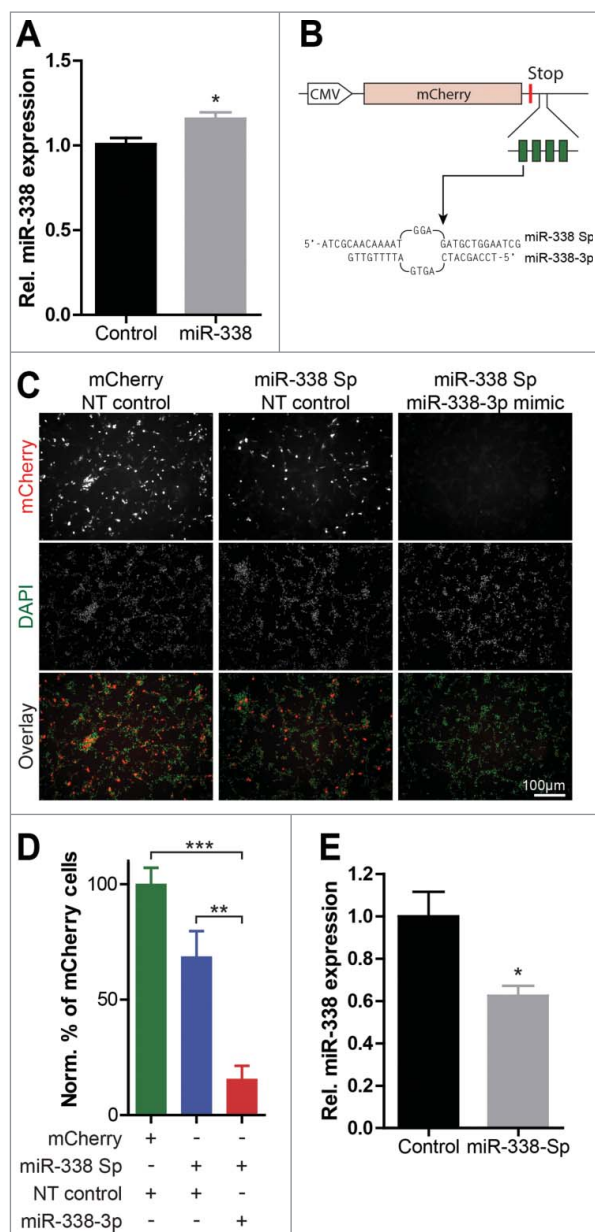 A
1.5
1.0
0.5
0.0
Rel. miR-338 expression
*
Control miR-338
B
Stop
CMV mCherry
GGA
5'-ATCGCAACAAAAT GATGCTGGAATCG miR-338 Sp
GTTGTTTTA CTACGACCT-5' miR-338-3p
GTGA
C
mCherry miR-338 Sp miR-338 Sp
NT control NT control miR-338-3p mimic
mCherry
DAPI
Overlay
100µm
D
***
**
100
50
0
Norm. % of mCherry cells
mCherry + - -
miR-338 Sp - + +
NT control + + -
miR-338-3p - - +
E
1.2
1.0
0.8
0.6
0.4
0.2
0.0
Rel. miR-338 expression
*
Control miR-338-Sp